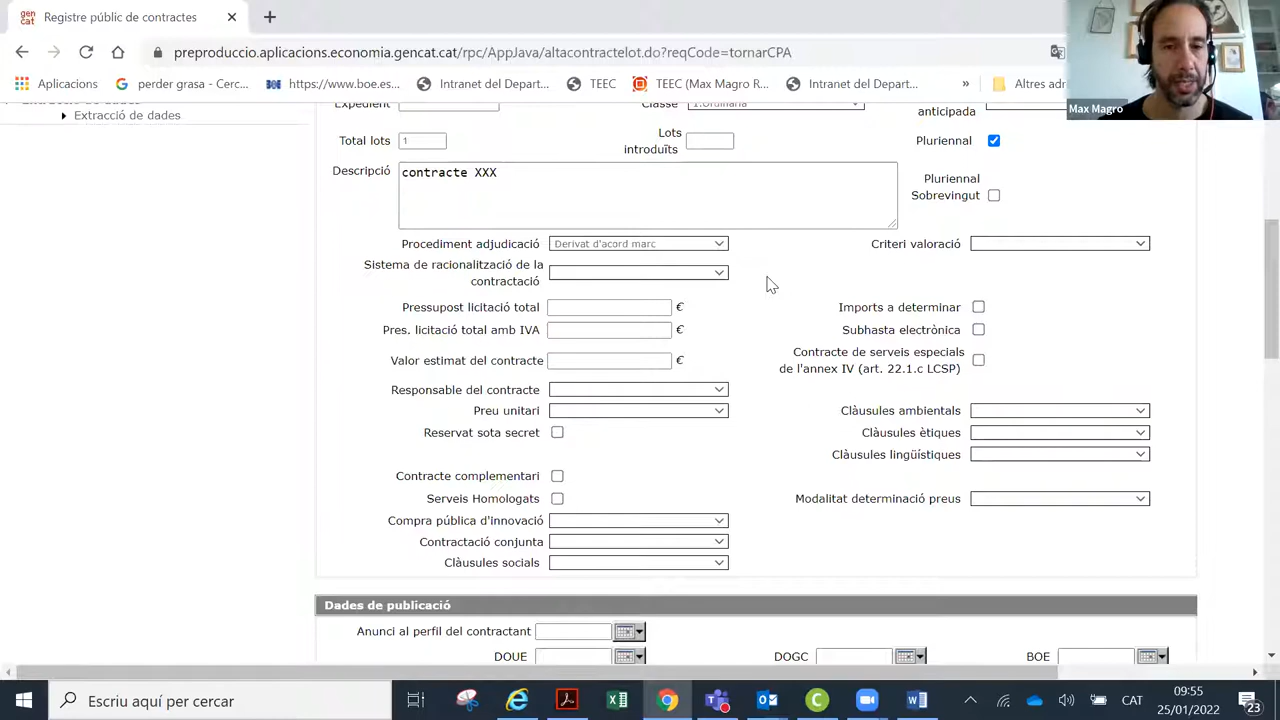 gen
cat
Registre públic de contractes
preproduccio.aplicacions.economia.gencat.cat/rpc/AppJava/altacontractelot.do?reqCode=tornarCPA
Aplicacions
perder grasa - Cerc...
https://www.boe.es...
Intranet del Depart...
TEEC
TEEC (Max Magro R...
Intranet del Depart...
»
Altres adr
Max Magro
Extracció de dades
Expedient
Classe
1.Ordinària
anticipada
Total lots
1
Lots introduïts
Pluriennal
Descripció
contracte XXX
Pluriennal
Sobrevingut
Procediment adjudicació
Derivat d'acord marc
Criteri valoració
Sistema de racionalització de la
contractació
Pressupost licitació total
€
Imports a determinar
Pres. licitació total amb IVA
€
Subhasta electrònica
Valor estimat del contracte
€
Contracte de serveis especials
de l'annex IV (art. 22.1.c LCSP)
Responsable del contracte
Preu unitari
Clàusules ambientals
Reservat sota secret
Clàusules ètiques
Clàusules lingüístiques
Contracte complementari
Serveis Homologats
Modalitat determinació preus
Compra pública d'innovació
Contractació conjunta
Clàusules socials
Dades de publicació
Anunci al perfil del contractant
DOUE
DOGC
BOE
Escriu aquí per cercar
CAT
09:55
25/01/2022
23